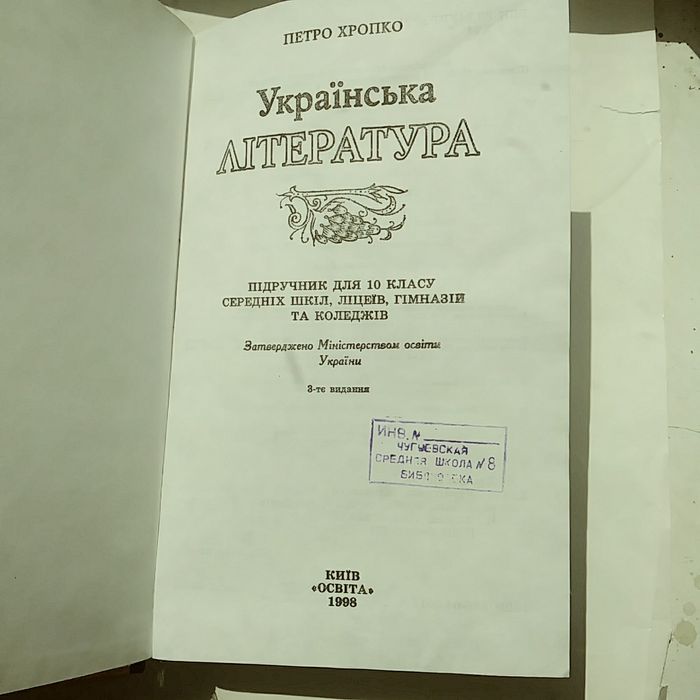 ПЕТРО ХРОПКО
Українська
ЛІТЕРАТУРА
ПІДРУЧНИК ДЛЯ 10 КЛАСУ
СЕРЕДНІХ ШКІЛ, ЛІЦЕЇВ, ГІМНАЗІЙ
ТА КОЛЕДЖІВ
Затверджено Міністерством освіти
України
3-тє видання
ИНВ. №
ЧУГУЕВСКАЯ
СРЕДНЯЯ ШКОЛА №8
БИБЛИОТЕКА
КИЇВ
«ОСВІТА»
1998